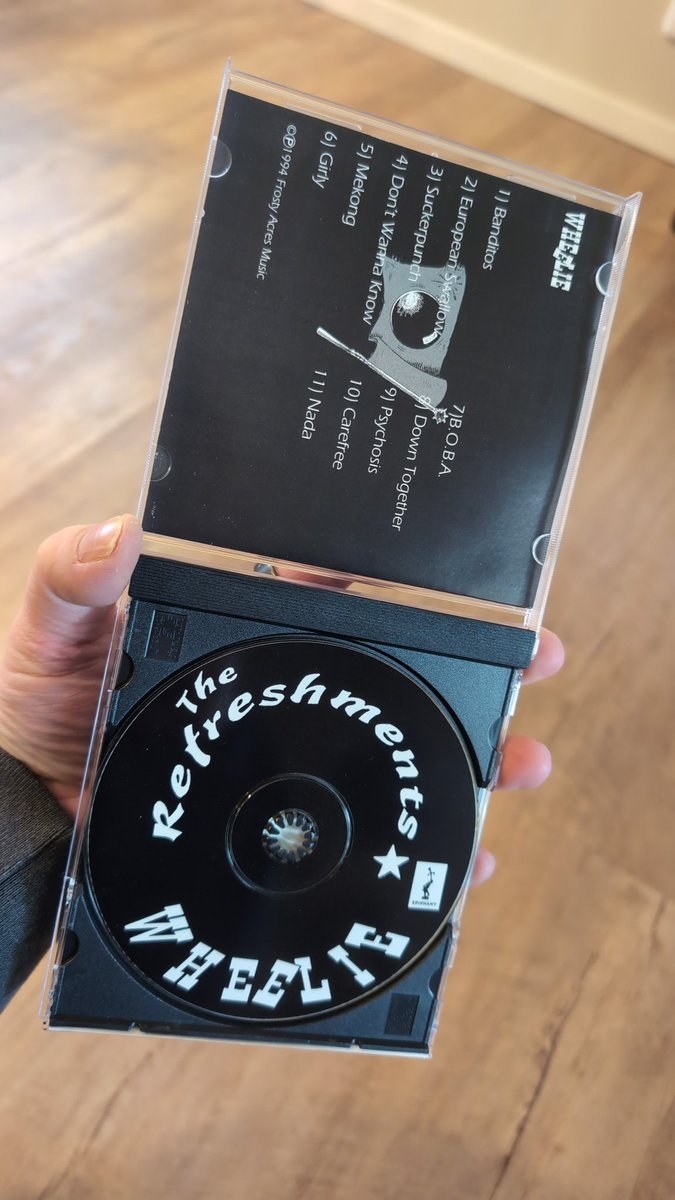 WHEELIE
1) Banditos
2) European Swallow
3) Suckerpunch
4) Don't Wanna Know
5) Mekong
6) Girly
7)B.O.B.A.
8) Down Together
9) Psychosis
10) Carefree
11) Nada
©℗1994 Frosty Acres Music
The
Refreshments
EPIPHANY
WHEELIE